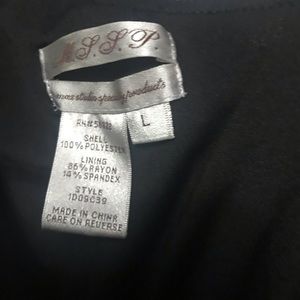 M.S.S.P.
max studio specialty products
L
SHELL
100% POLYESTER
LINING
86% RAYON
14% SPANDEX
STYLE
1D09C39
MADE IN CHINA
CARE ON REVERSE